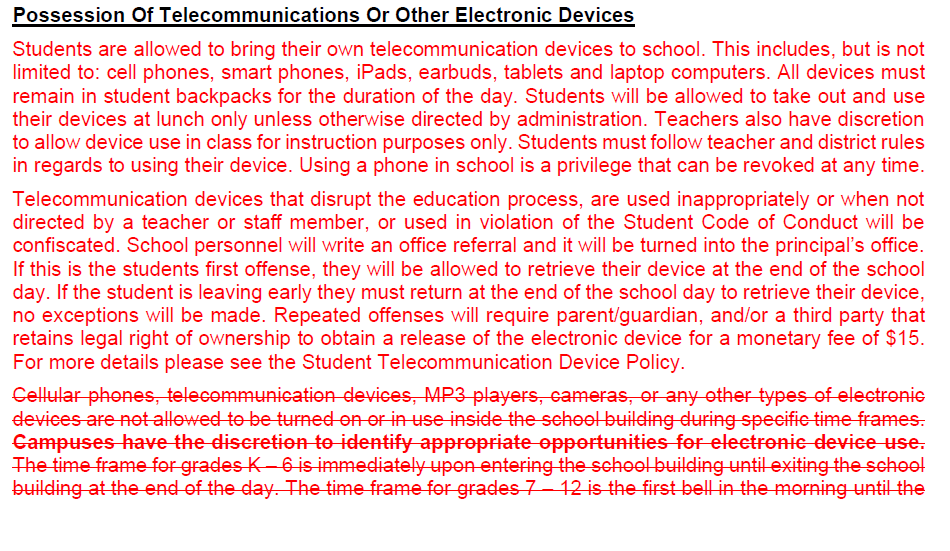 Possession Of Telecommunications Or Other Electronic Devices
Students are allowed to bring their own telecommunication devices to school. This includes, but is not
limited to: cell phones, smart phones, iPads, earbuds, tablets and laptop computers. All devices must
remain in student backpacks for the duration of the day. Students will be allowed to take out and use
their devices at lunch only unless otherwise directed by administration. Teachers also have discretion
to allow device use in class for instruction purposes only. Students must follow teacher and district rules
in regards to using their device. Using a phone in school is a privilege that can be revoked at any time.
Telecommunication devices that disrupt the education process, are used inappropriately or when not
directed by a teacher or staff member, or used in violation of the Student Code of Conduct will be
confiscated. School personnel will write an office referral and it will be turned into the principal's office.
If this is the students first offense, they will be allowed to retrieve their device at the end of the school
day. If the student is leaving early they must return at the end of the school day to retrieve their device,
no exceptions will be made. Repeated offenses will require parent/guardian, and/or a third party that
retains legal right of ownership to obtain a release of the electronic device for a monetary fee of $15.
For more details please see the Student Telecommunication Device Policy.
Cellular phones, telecommunication devices, MP3 players, cameras, or any other types of electronic
devices are not allowed to be turned on or in use inside the school building during specific time frames.
Campuses have the discretion to identify appropriate opportunities for electronic device use.
The time frame for grades K – 6 is immediately upon entering the school building until exiting the school
building at the end of the day. The time frame for grades 7 – 12 is the first bell in the morning until the